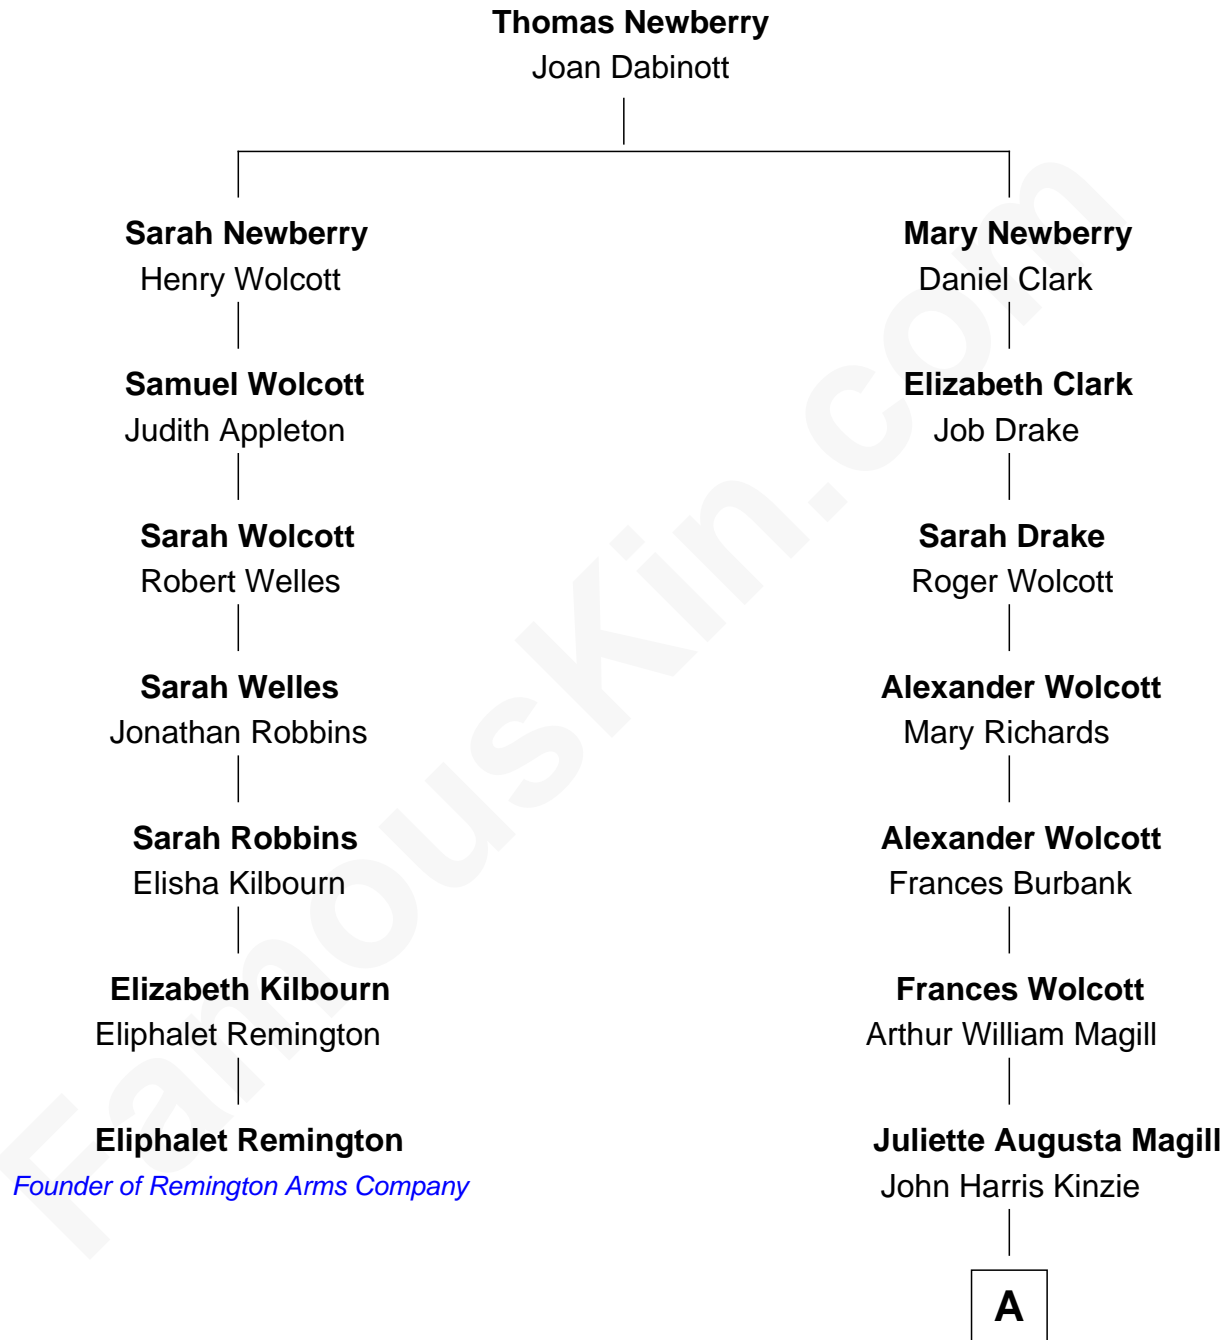 Thomas Newberry
Joan Dabinott
Sarah Newberry
Henry Wolcott
Mary Newberry
Daniel Clark
Samuel Wolcott
Judith Appleton
Elizabeth Clark
Job Drake
Sarah Wolcott
Robert Welles
Sarah Drake
Roger Wolcott
Sarah Welles
Jonathan Robbins
Alexander Wolcott
Mary Richards
Sarah Robbins
Elisha Kilbourn
Alexander Wolcott
Frances Burbank
Elizabeth Kilbourn
Eliphalet Remington
Frances Wolcott
Arthur William Magill
Eliphalet Remington
Founder of Remington Arms Company
Juliette Augusta Magill
John Harris Kinzie
A
FamousKin.com